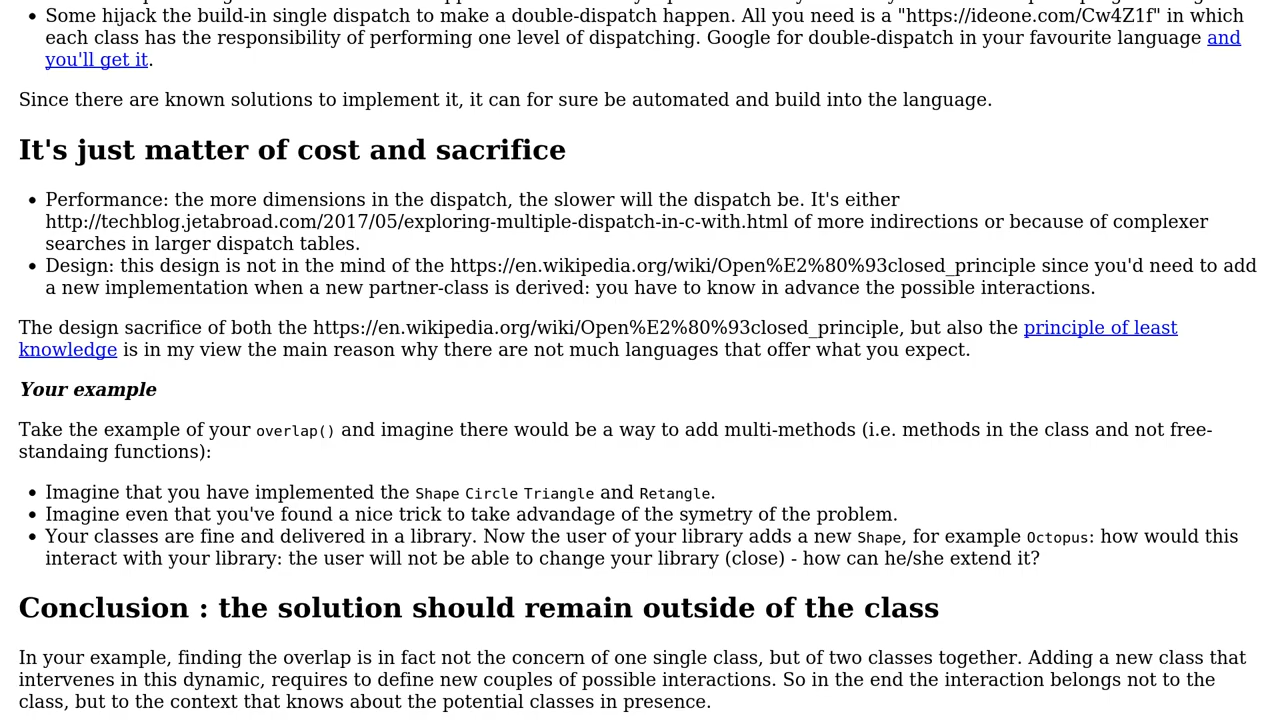 Some hijack the build-in single dispatch to make a double-dispatch happen. All you need is a "https://ideone.com/Cw4Z1f" in which
each class has the responsibility of performing one level of dispatching. Google for double-dispatch in your favourite language and
you'll get it.
Since there are known solutions to implement it, it can for sure be automated and build into the language.
It's just matter of cost and sacrifice
Performance: the more dimensions in the dispatch, the slower will the dispatch be. It's either
http://techblog.jetabroad.com/2017/05/exploring-multiple-dispatch-in-c-with.html of more indirections or because of complexer
searches in larger dispatch tables.
Design: this design is not in the mind of the https://en.wikipedia.org/wiki/Open%E2%80%93closed_principle since you'd need to add
a new implementation when a new partner-class is derived: you have to know in advance the possible interactions.
The design sacrifice of both the https://en.wikipedia.org/wiki/Open%E2%80%93closed_principle, but also the principle of least
knowledge is in my view the main reason why there are not much languages that offer what you expect.
Your example
Take the example of your overlap() and imagine there would be a way to add multi-methods (i.e. methods in the class and not free-
standaing functions):
Imagine that you have implemented the Shape Circle Triangle and Retangle.
Imagine even that you've found a nice trick to take advandage of the symetry of the problem.
Your classes are fine and delivered in a library. Now the user of your library adds a new Shape, for example Octopus: how would this
interact with your library: the user will not be able to change your library (close) - how can he/she extend it?
Conclusion : the solution should remain outside of the class
In your example, finding the overlap is in fact not the concern of one single class, but of two classes together. Adding a new class that
intervenes in this dynamic, requires to define new couples of possible interactions. So in the end the interaction belongs not to the
class, but to the context that knows about the potential classes in presence.